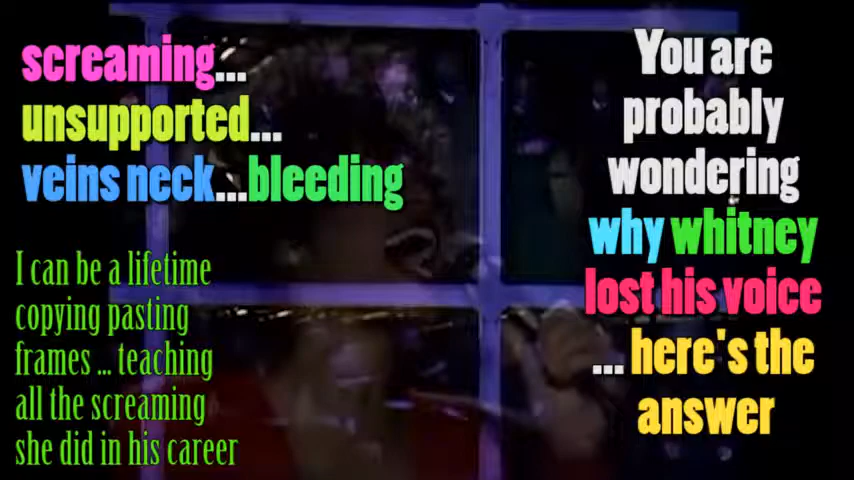 screaming...
unsupported...
veins neck...bleeding
I can be a lifetime
copying pasting
frames ... teaching
all the screaming
she did in his career
You are
probably
wondering
why whitney
lost his voice
... here's the
answer